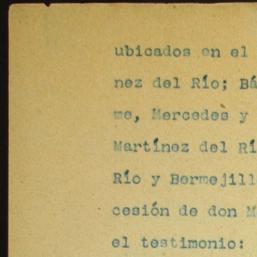 ubicados en el
nez del Río; Bá
me, Mercedes y
Martínez del Rí
Río y Bermejill
cesión de don M
el testimonio: